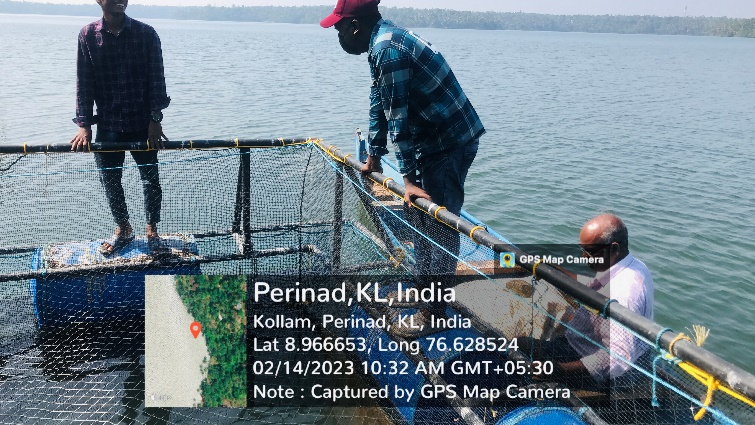 GPS Map Camera
Perinad,KL,India
Kollam, Perinad, KL, India
Lat 8.966653, Long 76.628524
02/14/2023 10:32 AM GMT+05:30
Note : Captured by GPS Map Camera